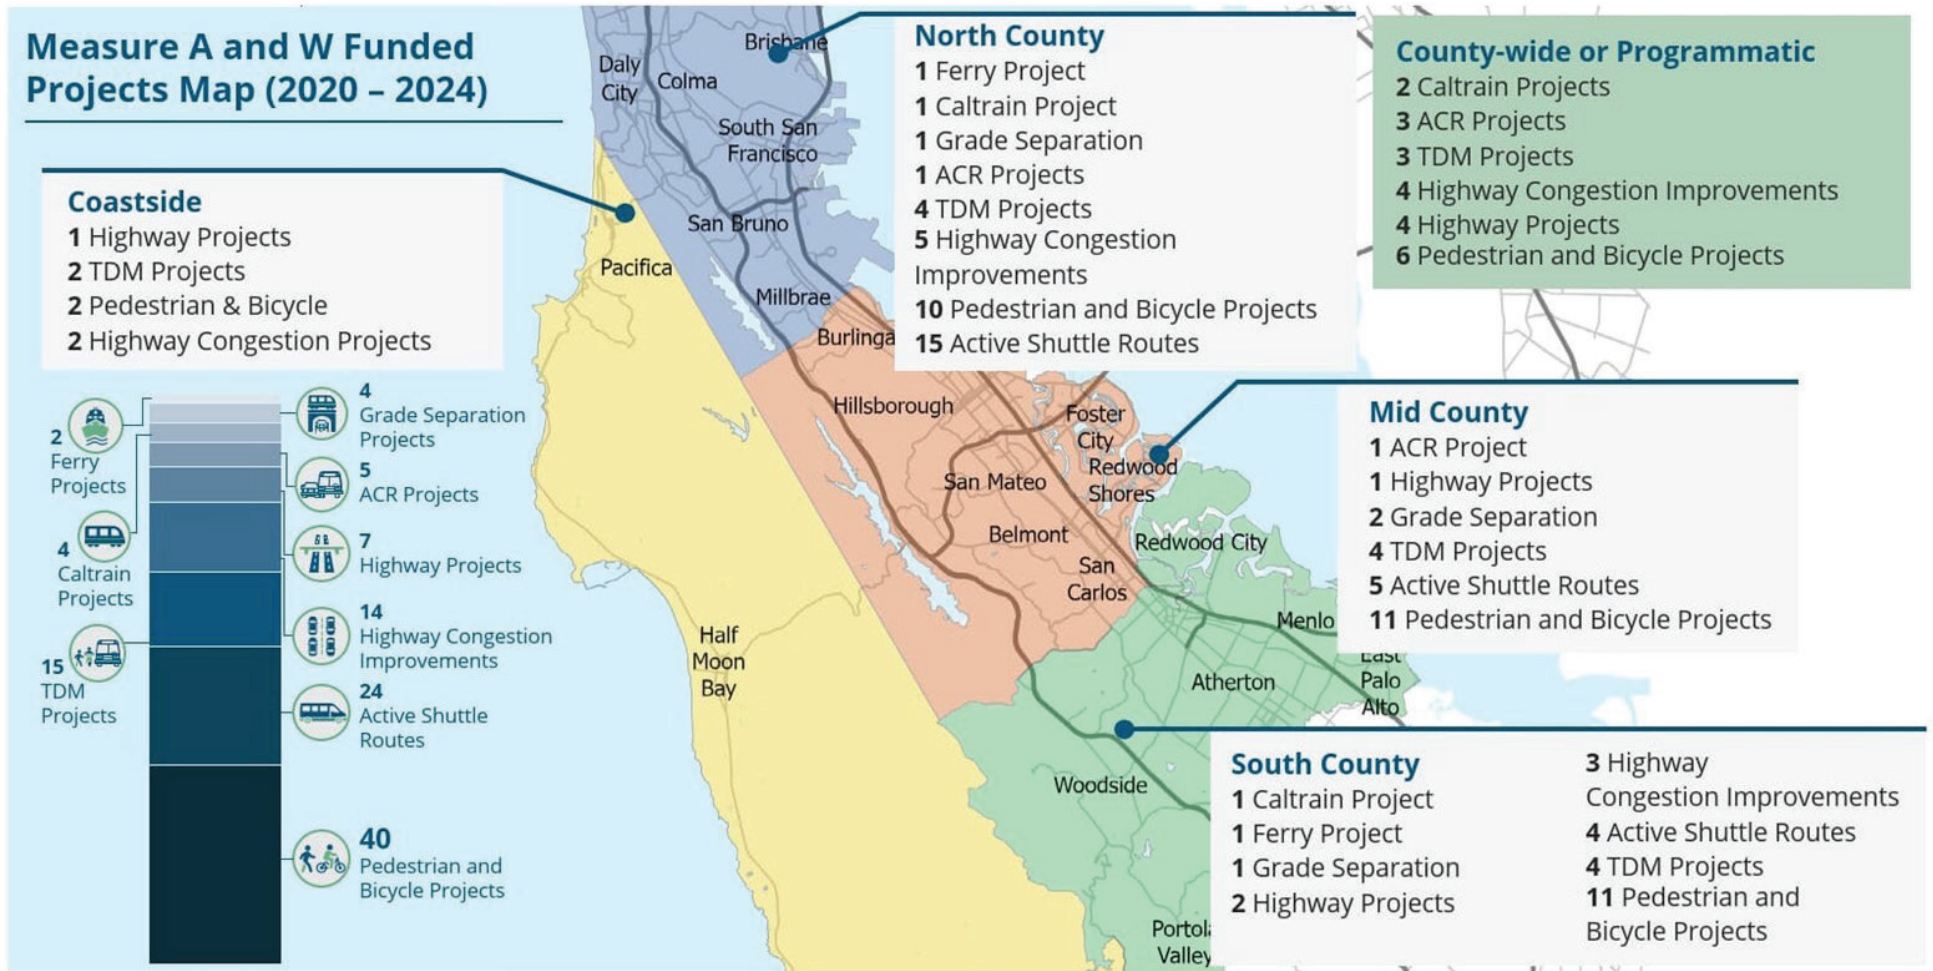 Measure A and W Funded
Projects Map (2020 – 2024)
Coastside
1 Highway Projects
2 TDM Projects
2 Pedestrian & Bicycle
2 Highway Congestion Projects
2
Ferry
Projects
4
Caltrain
Projects
15
TDM
Projects
4
Grade Separation
Projects
5
ACR Projects
7
Highway Projects
14
Highway Congestion
Improvements
24
Active Shuttle
Routes
40
Pedestrian and
Bicycle Projects
Brisbane
Daly
City
Colma
South San
Francisco
San Bruno
Pacifica
Millbrae
Burlinga
Hillsborough
Foster
City
Redwood
Shores
San Mateo
Belmont
Redwood City
San
Carlos
Half
Moon
Bay
Menlo
Atherton
East
Palo
Alto
Woodside
Portola
Valley
North County
1 Ferry Project
1 Caltrain Project
1 Grade Separation
1 ACR Projects
4 TDM Projects
5 Highway Congestion
Improvements
10 Pedestrian and Bicycle Projects
15 Active Shuttle Routes
County-wide or Programmatic
2 Caltrain Projects
3 ACR Projects
3 TDM Projects
4 Highway Congestion Improvements
4 Highway Projects
6 Pedestrian and Bicycle Projects
Mid County
1 ACR Project
1 Highway Projects
2 Grade Separation
4 TDM Projects
5 Active Shuttle Routes
11 Pedestrian and Bicycle Projects
South County
1 Caltrain Project
1 Ferry Project
1 Grade Separation
2 Highway Projects
3 Highway
Congestion Improvements
4 Active Shuttle Routes
4 TDM Projects
11 Pedestrian and
Bicycle Projects